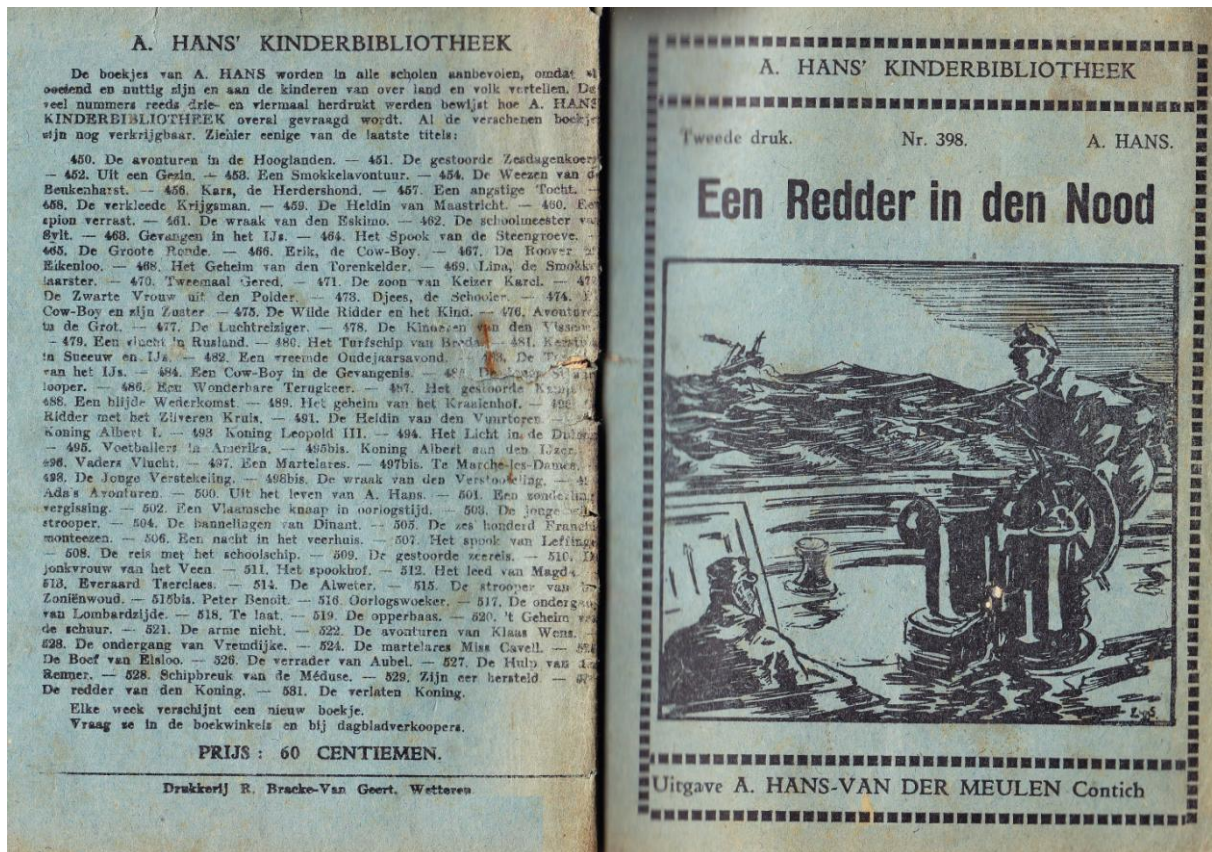 A. HANS' KINDERBIBLIOTHEEK
De boekjes van A. HANS worden in alle scholen aanbevolen, omdat
en nuttig zijn en aan de kinderen van over land en volk vertellen.
veel nummers reeds drie- en viermaal herdrukt werden bewijst hoe A. HANS
KINDERBIBLIOTHEEK overal gevraagd wordt. Al de verschenen
zijn nog verkrijgbaar. Ziehier eenige van de laatste titels:
450. De avonturen in de Hooglanden. — 451. De gestoorde
— 452. Uit een Gezin. — 453. Een Smokkelavontuur. — 454. De Weezen van
Beukenhorst. — 456. Kars, de Herdershond. — 457. Een angstige Tocht. —
458. De verkleede Krijgsman. — 459. De Heldin van Maastricht. — 460.
spion verrast. — 461. De wraak van den Eskimo. — 462. De schoolmeester
Sylt. — 463. Gevangen in het IJs. — 464. Het Spook van de Steengroeve. —
465. De Groote Ronde. — 466. Erik, de Cow-Boy. — 467. De Roover
Eikenloo. — 468. Het Geheim van den Torenkelder. — 469. Lina, de
laarster. — 470. Tweemaal Gered. — 471. De zoon van Keizer Karel. —
De Zwarte Vrouw uit den Polder. — 473. Djees, de Schooier. — 474.
Cow-Boy en zijn Zuster — 475. De Wilde Ridder en het Kind. — 476.
in de Grot. — 477. De Luchtreiziger. — 478. De Kinderen van den
— 479. Een vlucht in Rusland. — 480. Het Turfschip van Breda. — 481.
in Sneeuw en IJs. — 482. Een vreemde Oudejaarsavond. — De
van het IJs. — 484. Een Cow-Boy in de Gevangenis. —
looper. — 486. Een Wonderbare Terugkeer. — 487. Het gestoorde
488. Een blijde Wederkomst. — 489. Het geheim van het Kraaienhof. —
Ridder met het Zilveren Kruis. — 491. De Heldin van den Vuurtoren.
Koning Albert I. — 493 Koning Leopold III. — 494. Het Licht in de
— 495. Voetballers in Amerika. — 495bis. Koning Albert aan den IJzer.
496. Vaders Vlucht. — 497. Een Martelares. — 497bis. Te Marche-les-Dames.
498. De Jonge Verstekeling. — 498bis. De wraak van den
Ada's Avonturen. — 500. Uit het leven van A. Hans. — 501. Een
vergissing. — 502. Een Vlaamsche knaap in oorlogstijd. — 503. De jonge
strooper. — 504. De bannelingen van Dinant. — 505. De zes honderd
monteezen. — 506. Een nacht in het veerhuis. — 507. Het spook van
— 508. De reis met het schoolschip. — 509. De gestoorde zeereis. — 510.
jonkvrouw van het Veen — 511. Het spookhof. — 512. Het leed van
513. Everaard Tserclaes. — 514. De Alweter. — 515. De strooper van
Zoniënwoud. — 515bis. Peter Benoit. — 516. Oorlogswoeker. — 517. De
van Lombardzijde. — 518. Te laat. — 519. De opperbaas. — 520. 't Geheim
de schuur. — 521. De arme nicht. — 522. De avonturen van Klaas Wens. —
523. De ondergang van Vremdijke. — 524. De martelares Miss Cavell. —
De Boef van Elsloo. — 526. De verrader van Aubel. — 527. De Hulp van
Renner. — 528. Schipbreuk van de Méduse. — 529. Zijn eer hersteld —
De redder van den Koning. — 531. De verlaten Koning.
Elke week verschijnt een nieuw boekje.
Vraag ze in de boekwinkels en bij dagbladverkoopers.
PRIJS : 60 CENTIEMEN.
Drukkerij R. Bracke-Van Geert, Wetteren
A. HANS' KINDERBIBLIOTHEEK
Tweede druk. Nr. 398. A. HANS.
Een Redder in den Nood
Uitgave A. HANS-VAN DER MEULEN Contich